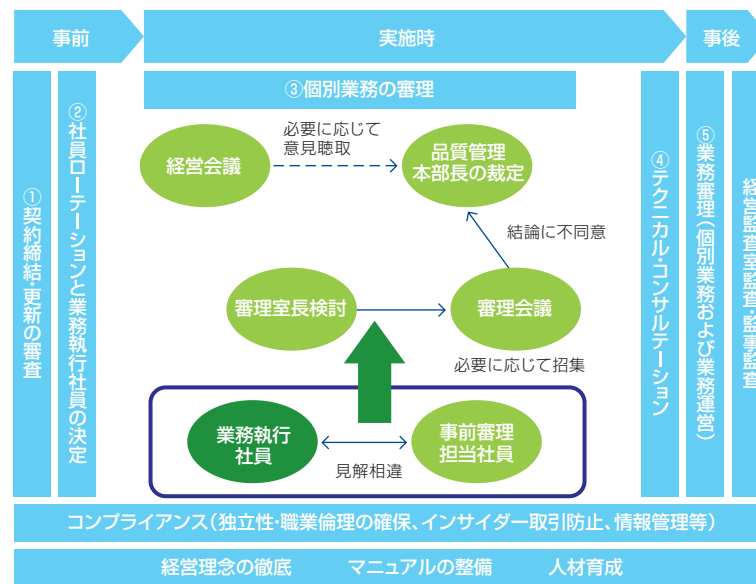 事前
実施時
事後
①契約締結・更新の審査
②社員ローテーションと業務執行社員の決定
③個別業務の審理
経営会議
必要に応じて
意見聴取
品質管理
本部長の裁定
結論に不同意
審理室長検討
審理会議
必要に応じて招集
業務執行
社員
見解相違
事前審理
担当社員
④テクニカル・コンサルテーション
⑤業務審理（個別業務および業務運営）
経営監査室監査・監事監査
コンプライアンス（独立性・職業倫理の確保、インサイダー取引防止、情報管理等）
経営理念の徹底　マニュアルの整備　人材育成